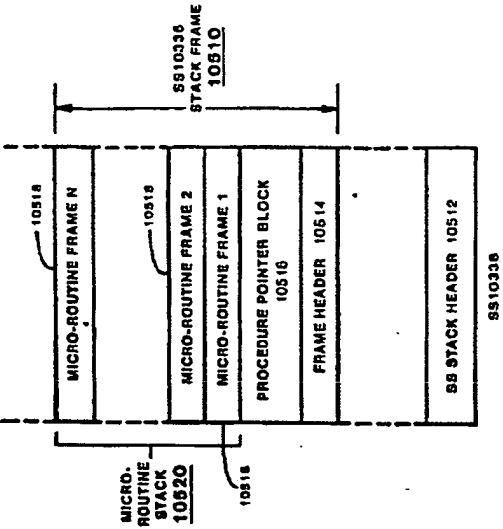 SS10336
STACK FRAME
10510
10518
MICRO-ROUTINE FRAME N
10518
MICRO-ROUTINE FRAME 2
MICRO-ROUTINE FRAME 1
PROCEDURE POINTER BLOCK
10516
FRAME HEADER 10514
SS STACK HEADER 10512
MICRO-
ROUTINE
STACK
10520
10518
SS10336